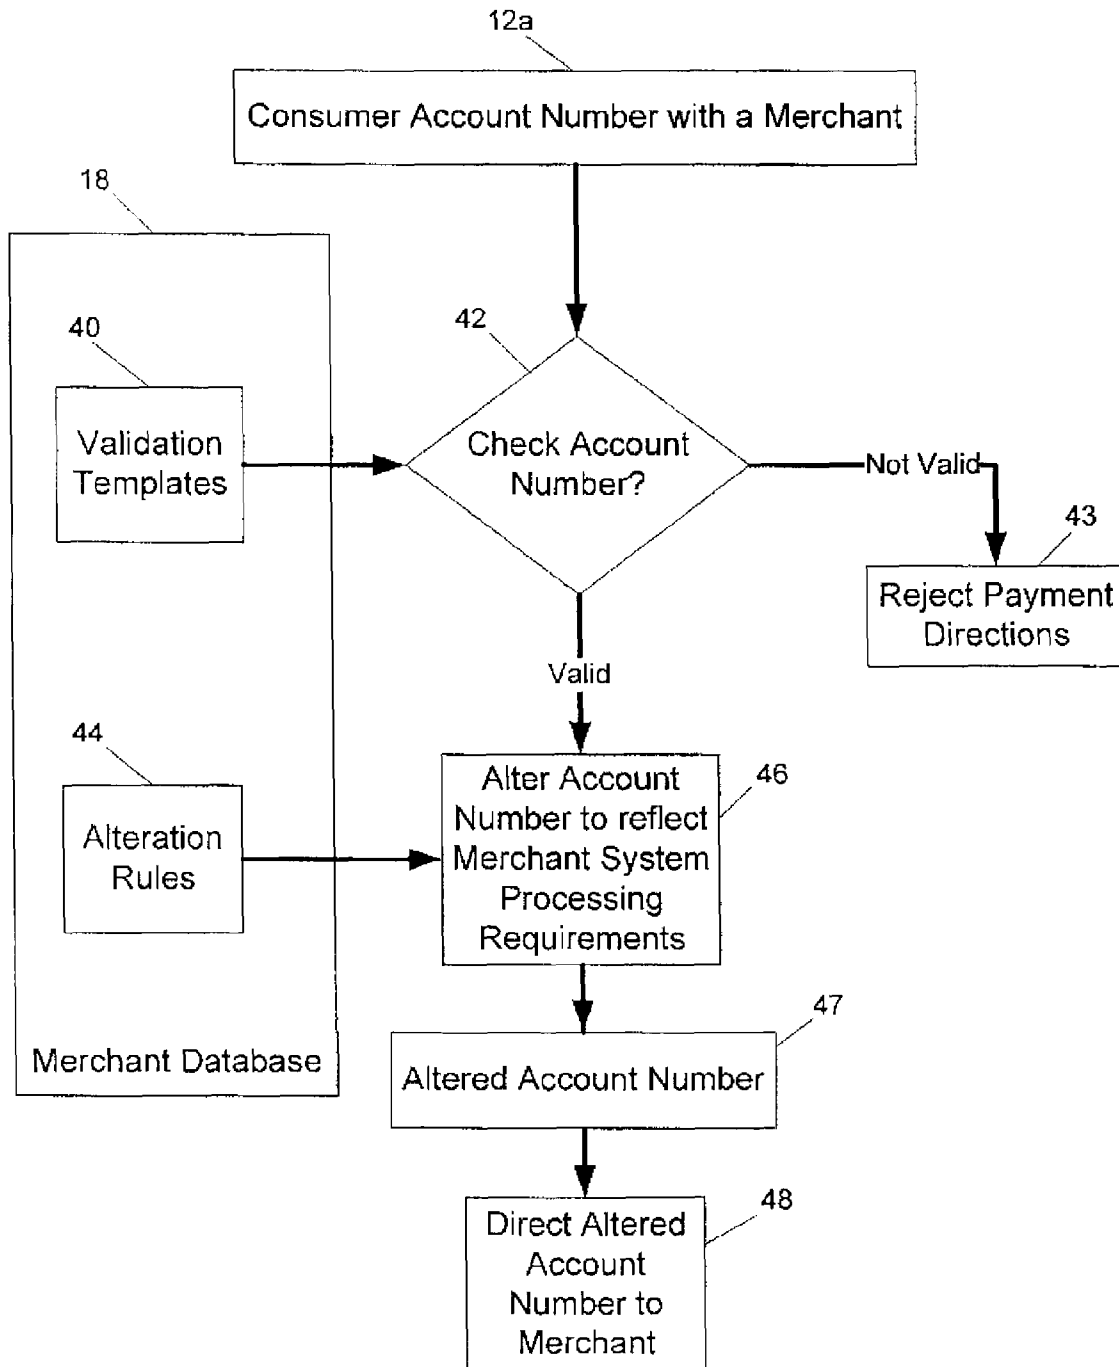 12a
Consumer Account Number with a Merchant
18
40
Validation
Templates
42
Check Account
Number?
Not Valid
43
Reject Payment
Directions
Valid
44
Alteration
Rules
46
Alter Account
Number to reflect
Merchant System
Processing
Requirements
Merchant Database
47
Altered Account Number
48
Direct Altered
Account
Number to
Merchant